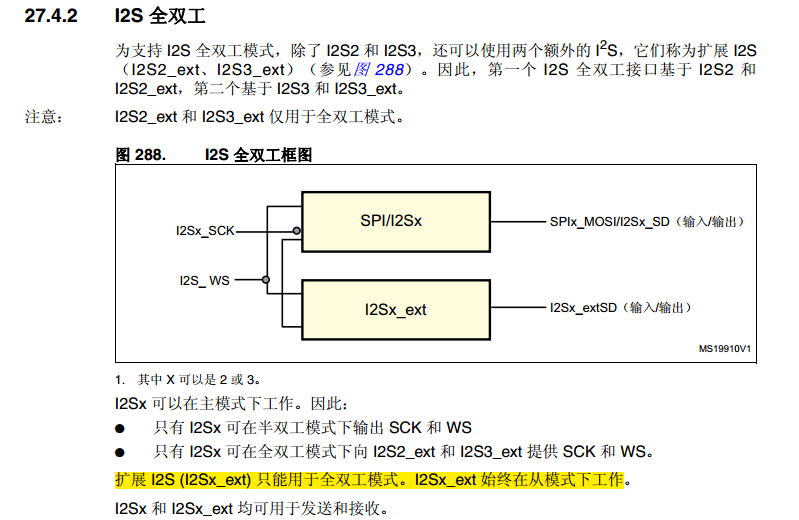 27.4.2 I2S 全双工
为支持 I2S 全双工模式，除了 I2S2 和 I2S3，还可以使用两个额外的 I²S，它们称为扩展 I2S
（I2S2_ext、I2S3_ext）（参见图 288）。因此，第一个 I2S 全双工接口基于 I2S2 和
I2S2_ext，第二个基于 I2S3 和 I2S3_ext。
注意： I2S2_ext 和 I2S3_ext 仅用于全双工模式。
图 288. I2S 全双工框图
SPI/I2Sx
I2Sx_SCK
SPIx_MOSI/I2Sx_SD（输入/输出）
I2S_ WS
I2Sx_ext
I2Sx_extSD（输入/输出）
MS19910V1
1. 其中 X 可以是 2 或 3。
I2Sx 可以在主模式下工作。因此：
● 只有 I2Sx 可在半双工模式下输出 SCK 和 WS
● 只有 I2Sx 可在全双工模式下向 I2S2_ext 和 I2S3_ext 提供 SCK 和 WS。
扩展 I2S (I2Sx_ext) 只能用于全双工模式。I2Sx_ext 始终在从模式下工作。
I2Sx 和 I2Sx_ext 均可用于发送和接收。